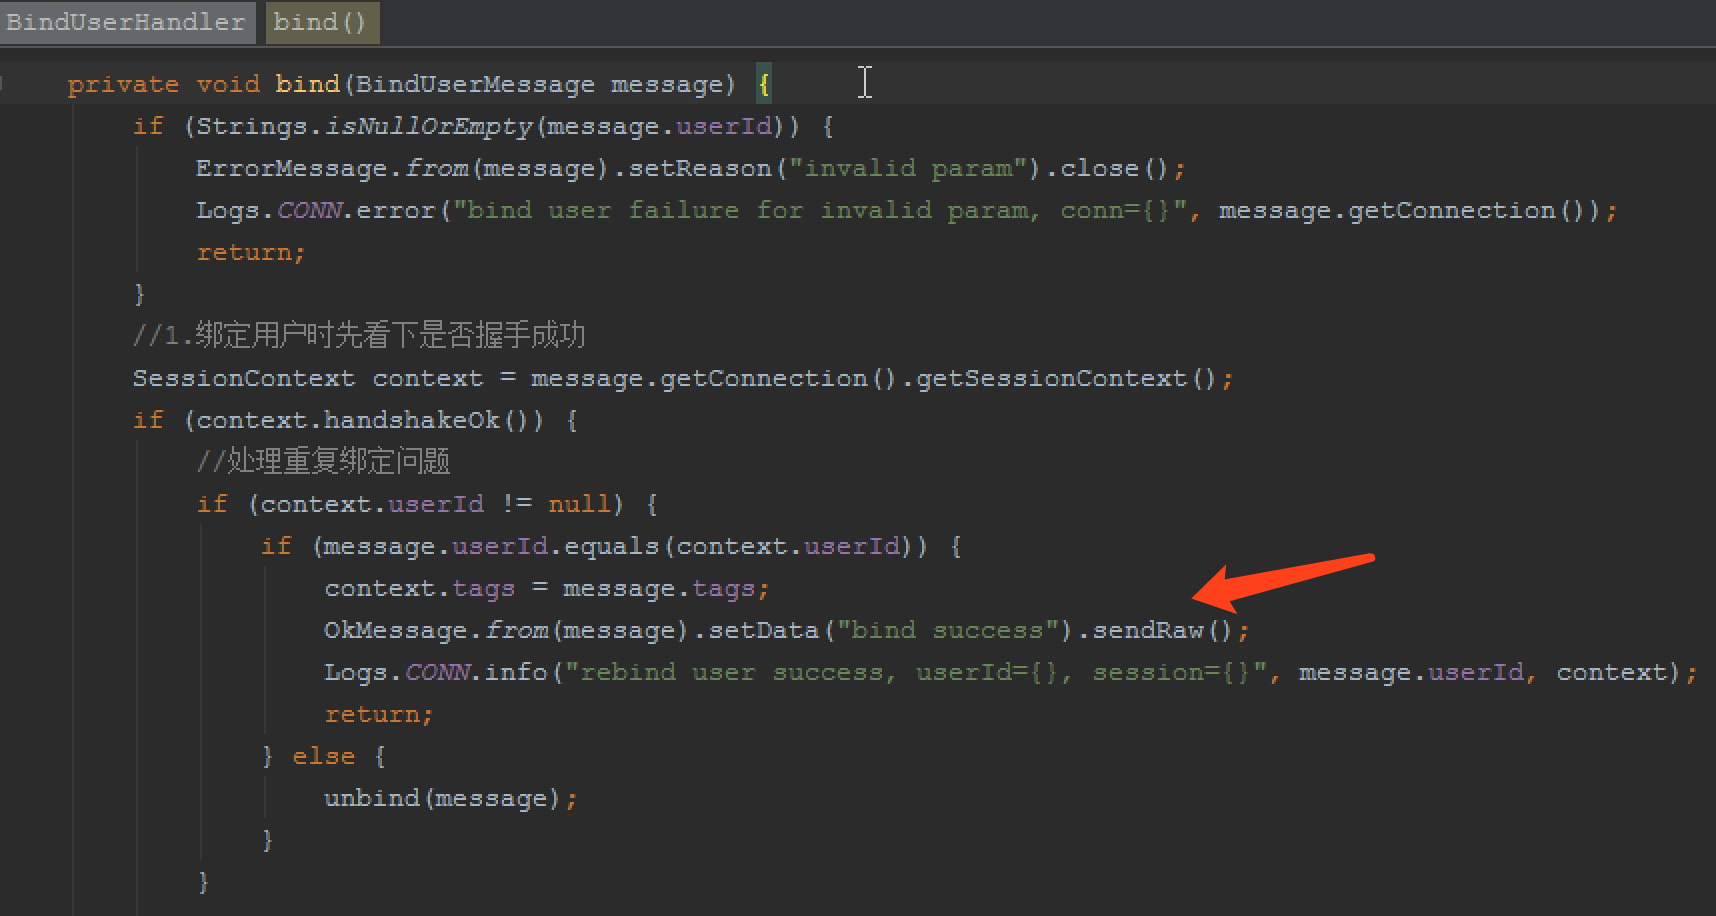 BindUserHandler bind()
private void bind(BindUserMessage message) {
if (Strings.isNullOrEmpty(message.userId)) {
ErrorMessage.from(message).setReason("invalid param").close();
Logs.CONN.error("bind user failure for invalid param, conn={}", message.getConnection());
return;
}
//1.绑定用户时先看下是否握手成功
SessionContext context = message.getConnection().getSessionContext();
if (context.handshakeOk()) {
//处理重复绑定问题
if (context.userId != null) {
if (message.userId.equals(context.userId)) {
context.tags = message.tags;
OkMessage.from(message).setData("bind success").sendRaw();
Logs.CONN.info("rebind user success, userId={}, session={}", message.userId, context);
return;
} else {
unbind(message);
}
}